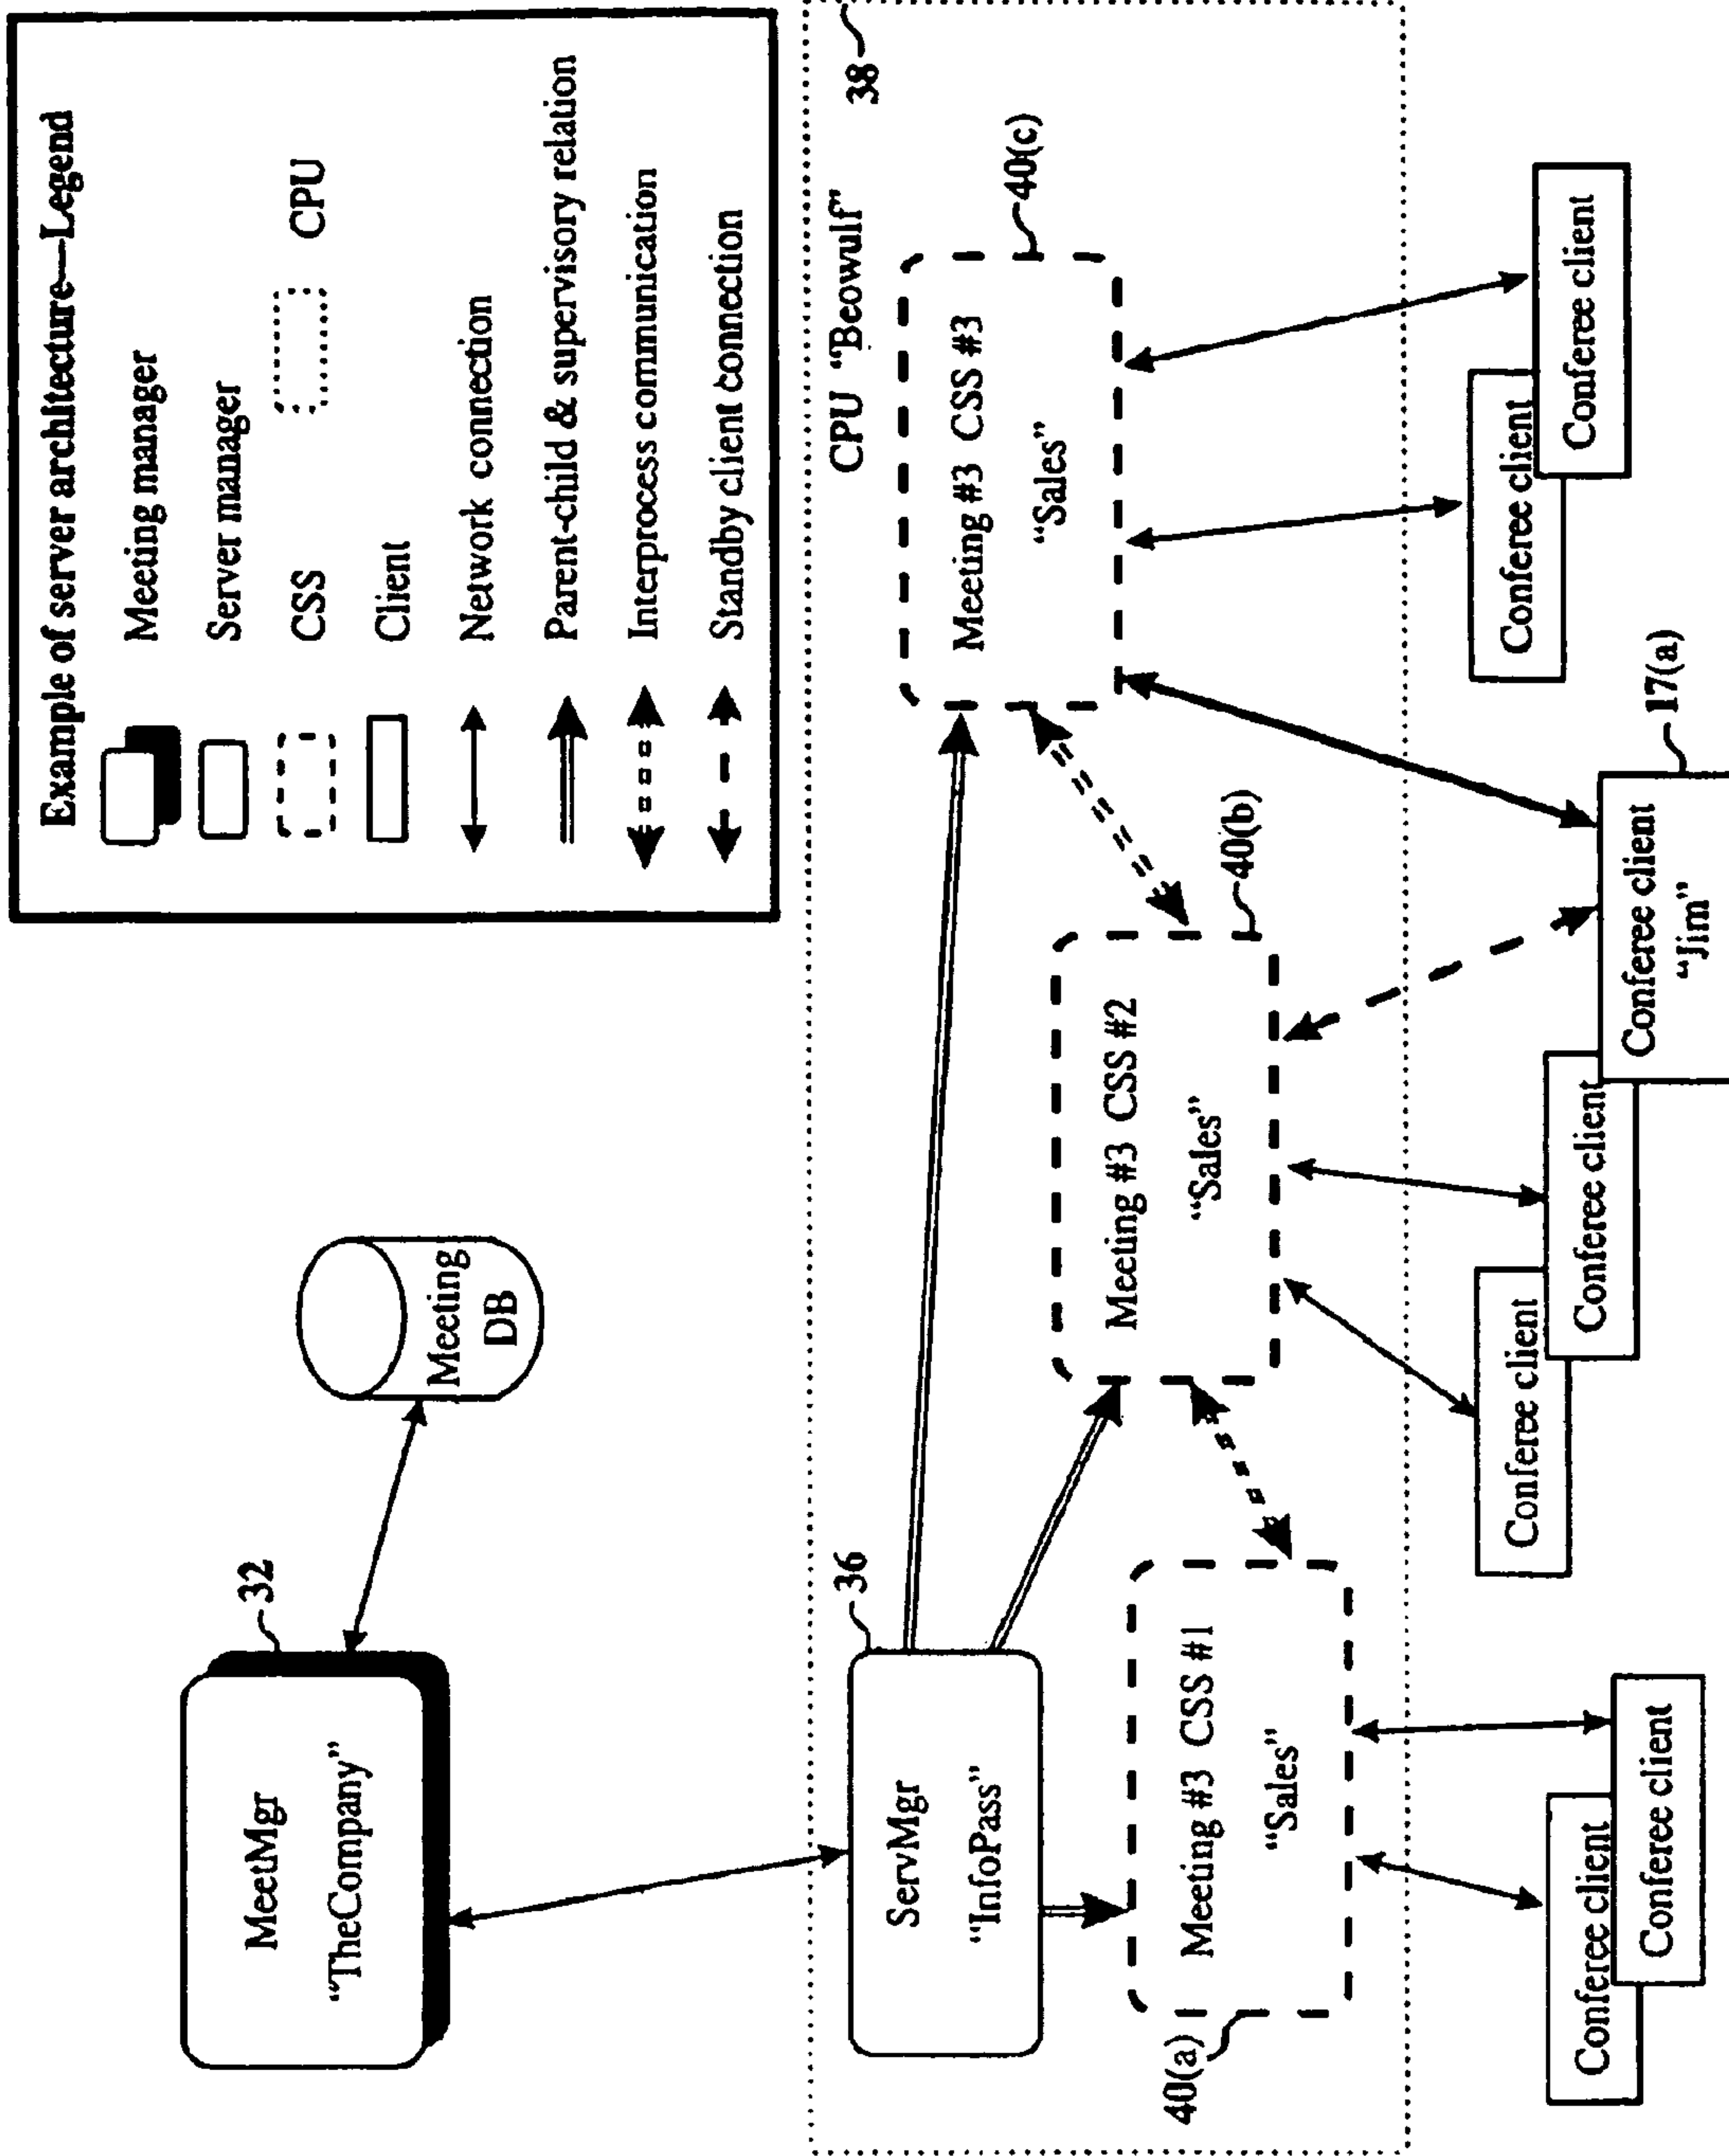 Example of server architecture—Legend
Meeting manager
Server manager
CSS
CPU
Client
Network connection
Parent-child & supervisory relation
Interprocess communication
Standby client connection
MeetMgr
"TheCompany"
32
Meeting
DB
CPU "Beowulf"
38
ServMgr
"InfoPass"
36
Meeting #3 CSS #1
"Sales"
40(a)
Meeting #3 CSS #2
"Sales"
40(b)
Meeting #3 CSS #3
"Sales"
40(c)
Conferee client
Conferee client
Conferee client
Conferee client
Conferee client
"Jim"
17(a)
Conferee client
Conferee client